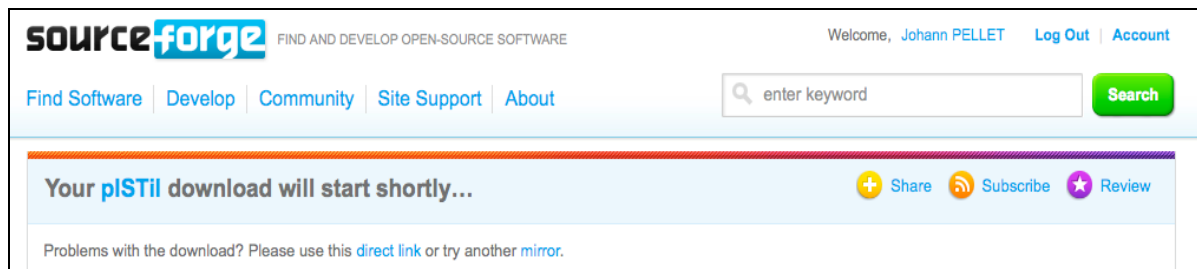 sourceforge FIND AND DEVELOP OPEN-SOURCE SOFTWARE
Welcome, Johann PELLET Log Out Account
Find Software Develop Community Site Support About
enter keyword Search
Your pISTil download will start shortly...
Share Subscribe Review
Problems with the download? Please use this direct link or try another mirror.